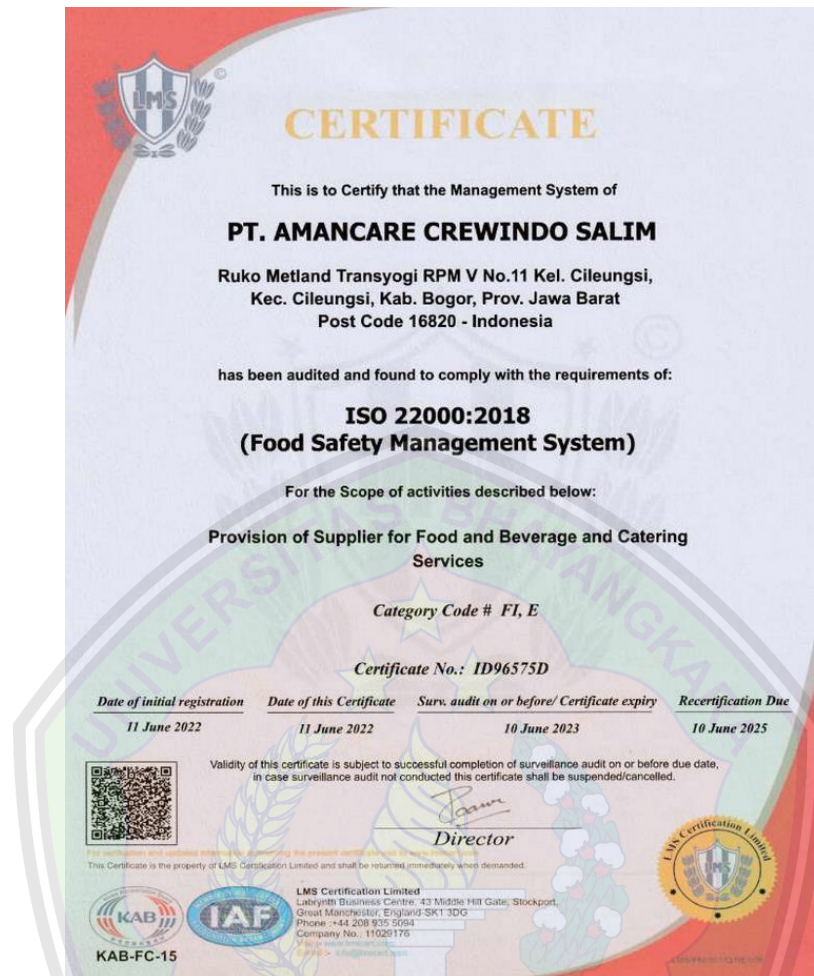 LMS
©
CERTIFICATE
This is to Certify that the Management System of
PT. AMANCARE CREWINDO SALIM
Ruko Metland Transyogi RPM V No.11 Kel. Cileungsi,
Kec. Cileungsi, Kab. Bogor, Prov. Jawa Barat
Post Code 16820 - Indonesia
has been audited and found to comply with the requirements of:
ISO 22000:2018
(Food Safety Management System)
For the Scope of activities described below:
Provision of Supplier for Food and Beverage and Catering
Services
Category Code # FI, E
Certificate No.: ID96575D
Date of initial registration Date of this Certificate Surv. audit on or before/ Certificate expiry Recertification Due
11 June 2022 11 June 2022 10 June 2023 10 June 2025
Validity of this certificate is subject to successful completion of surveillance audit on or before due date,
in case surveillance audit not conducted this certificate shall be suspended/cancelled.
Director
This Certificate is the property of LMS Certification Limited and shall be returned immediately when demanded.
LMS Certification Limited
Labrynth Business Centre, 43 Middle Hill Gate, Stockport,
Great Manchester, England-SK1 3DG
Phone :+44 208 935 5094
Company No.: 11029176
KAB
IAF
KAB-FC-15
LMS Certification Limited
LMS
UNIVERSITAS BHAYANGKARA